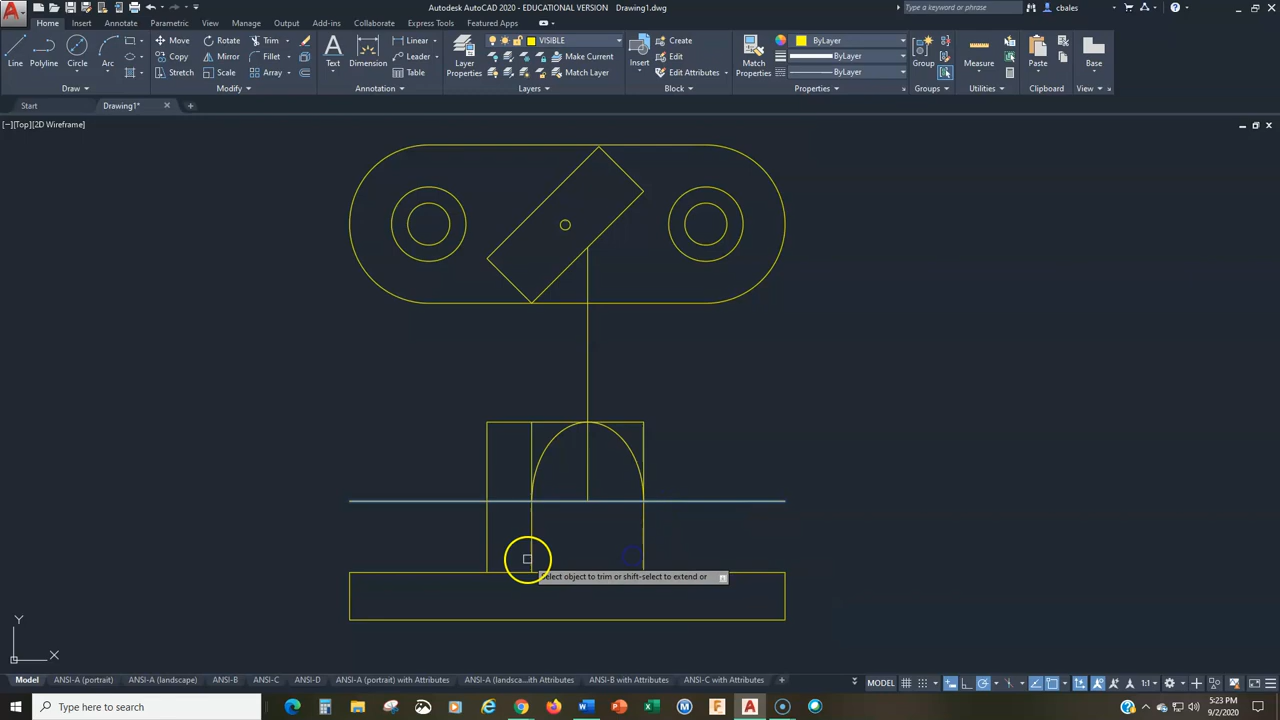 Autodesk AutoCAD 2020 - EDUCATIONAL VERSION Drawing1.dwg
Type a keyword or phrase
cbales
Home Insert Annotate Parametric View Manage Output Add-ins Collaborate Express Tools Featured Apps
Line Polyline Circle Arc
Move Rotate Trim
Copy Mirror Fillet
Stretch Scale Array
Text Dimension
Linear
Leader
Table
Layer Properties
VISIBLE
Make Current
Match Layer
Insert
Create
Edit
Edit Attributes
Match Properties
ByLayer
ByLayer
ByLayer
Group Measure Paste Base
Draw Modify Annotation Layers Block Properties Groups Utilities Clipboard View
Start Drawing1*
[−][Top][2D Wireframe]
Select object to trim or shift-select to extend or
Y
X
Model ANSI-A (portrait) ANSI-A (landscape) ANSI-B ANSI-C ANSI-D ANSI-A (portrait) with Attributes ANSI-A (landsc...ith Attributes ANSI-B with Attributes ANSI-C with Attributes
MODEL 1:1
Type here to search
5:23 PM
9/2/2020